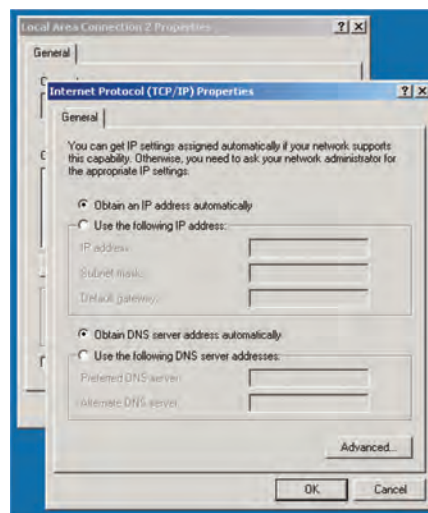 Local Area Connection 2 Properties
General
Internet Protocol (TCP/IP) Properties
General
You can get IP settings assigned automatically if your network supports
this capability. Otherwise, you need to ask your network administrator for
the appropriate IP settings.
Obtain an IP address automatically
Use the following IP address:
IP address:
Subnet mask:
Default gateway:
Obtain DNS server address automatically
Use the following DNS server addresses:
Preferred DNS server:
Alternate DNS server:
Advanced...
OK
Cancel